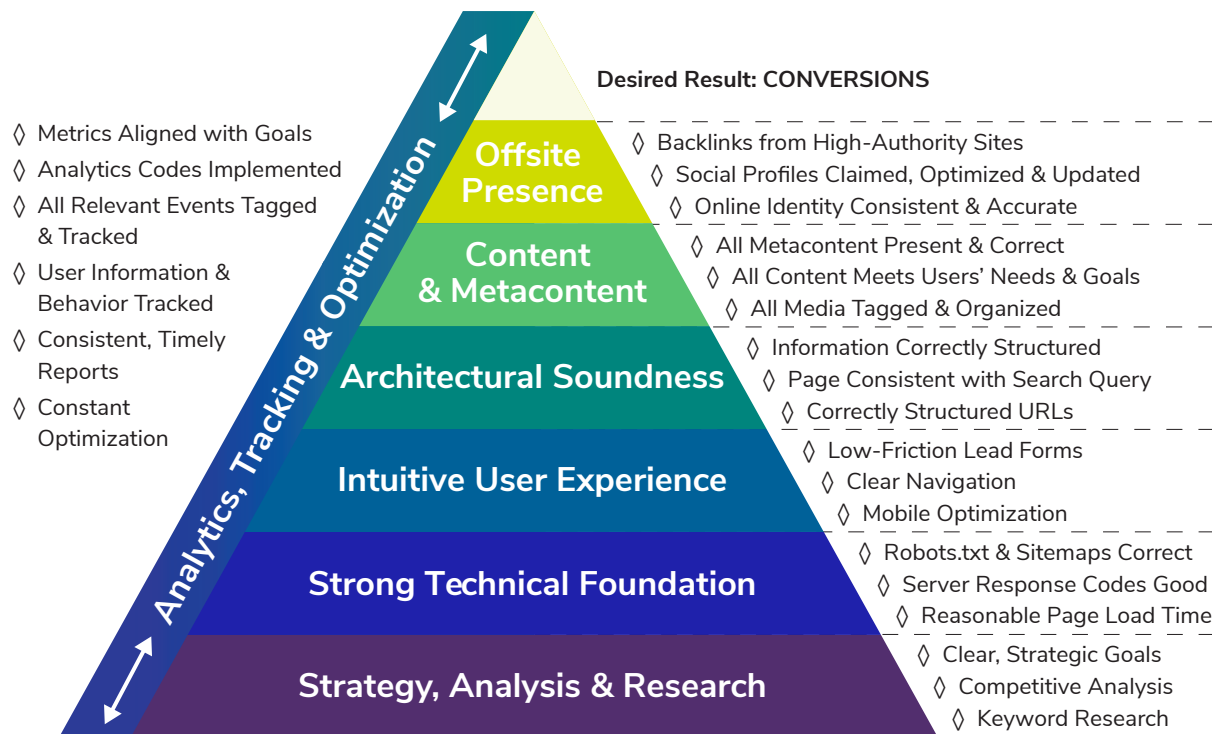 Desired Result: CONVERSIONS
◊ Metrics Aligned with Goals
◊ Analytics Codes Implemented
◊ All Relevant Events Tagged
& Tracked
◊ User Information &
Behavior Tracked
◊ Consistent, Timely
Reports
◊ Constant
Optimization
Analytics, Tracking & Optimization
Offsite
Presence
◊ Backlinks from High-Authority Sites
◊ Social Profiles Claimed, Optimized & Updated
◊ Online Identity Consistent & Accurate
Content
& Metacontent
◊ All Metacontent Present & Correct
◊ All Content Meets Users’ Needs & Goals
◊ All Media Tagged & Organized
Architectural Soundness
◊ Information Correctly Structured
◊ Page Consistent with Search Query
◊ Correctly Structured URLs
Intuitive User Experience
◊ Low-Friction Lead Forms
◊ Clear Navigation
◊ Mobile Optimization
Strong Technical Foundation
◊ Robots.txt & Sitemaps Correct
◊ Server Response Codes Good
◊ Reasonable Page Load Time
Strategy, Analysis & Research
◊ Clear, Strategic Goals
◊ Competitive Analysis
◊ Keyword Research